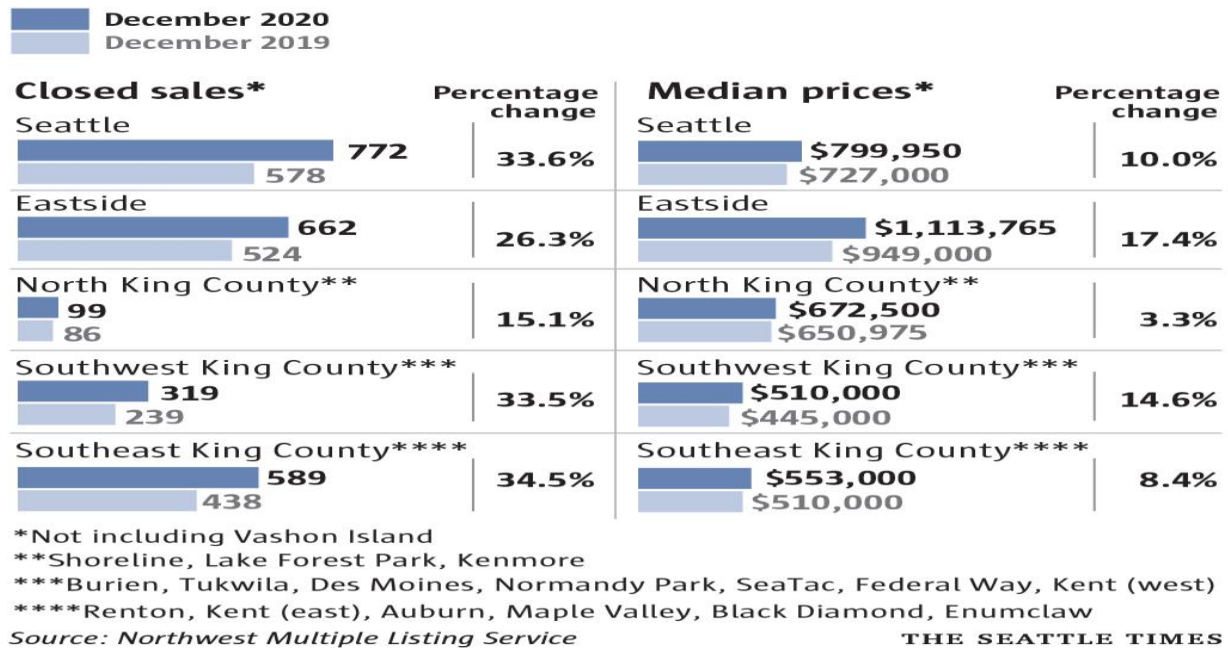 December 2020
December 2019
Closed sales*
Percentage
change
Seattle
772
578
33.6%
Eastside
662
524
26.3%
North King County**
99
86
15.1%
Southwest King County***
319
239
33.5%
Southeast King County****
589
438
34.5%
Median prices*
Percentage
change
Seattle
$799,950
$727,000
10.0%
Eastside
$1,113,765
$949,000
17.4%
North King County**
$672,500
$650,975
3.3%
Southwest King County***
$510,000
$445,000
14.6%
Southeast King County****
$553,000
$510,000
8.4%
*Not including Vashon Island
**Shoreline, Lake Forest Park, Kenmore
***Burien, Tukwila, Des Moines, Normandy Park, SeaTac, Federal Way, Kent (west)
****Renton, Kent (east), Auburn, Maple Valley, Black Diamond, Enumclaw
Source: Northwest Multiple Listing Service
THE SEATTLE TIMES